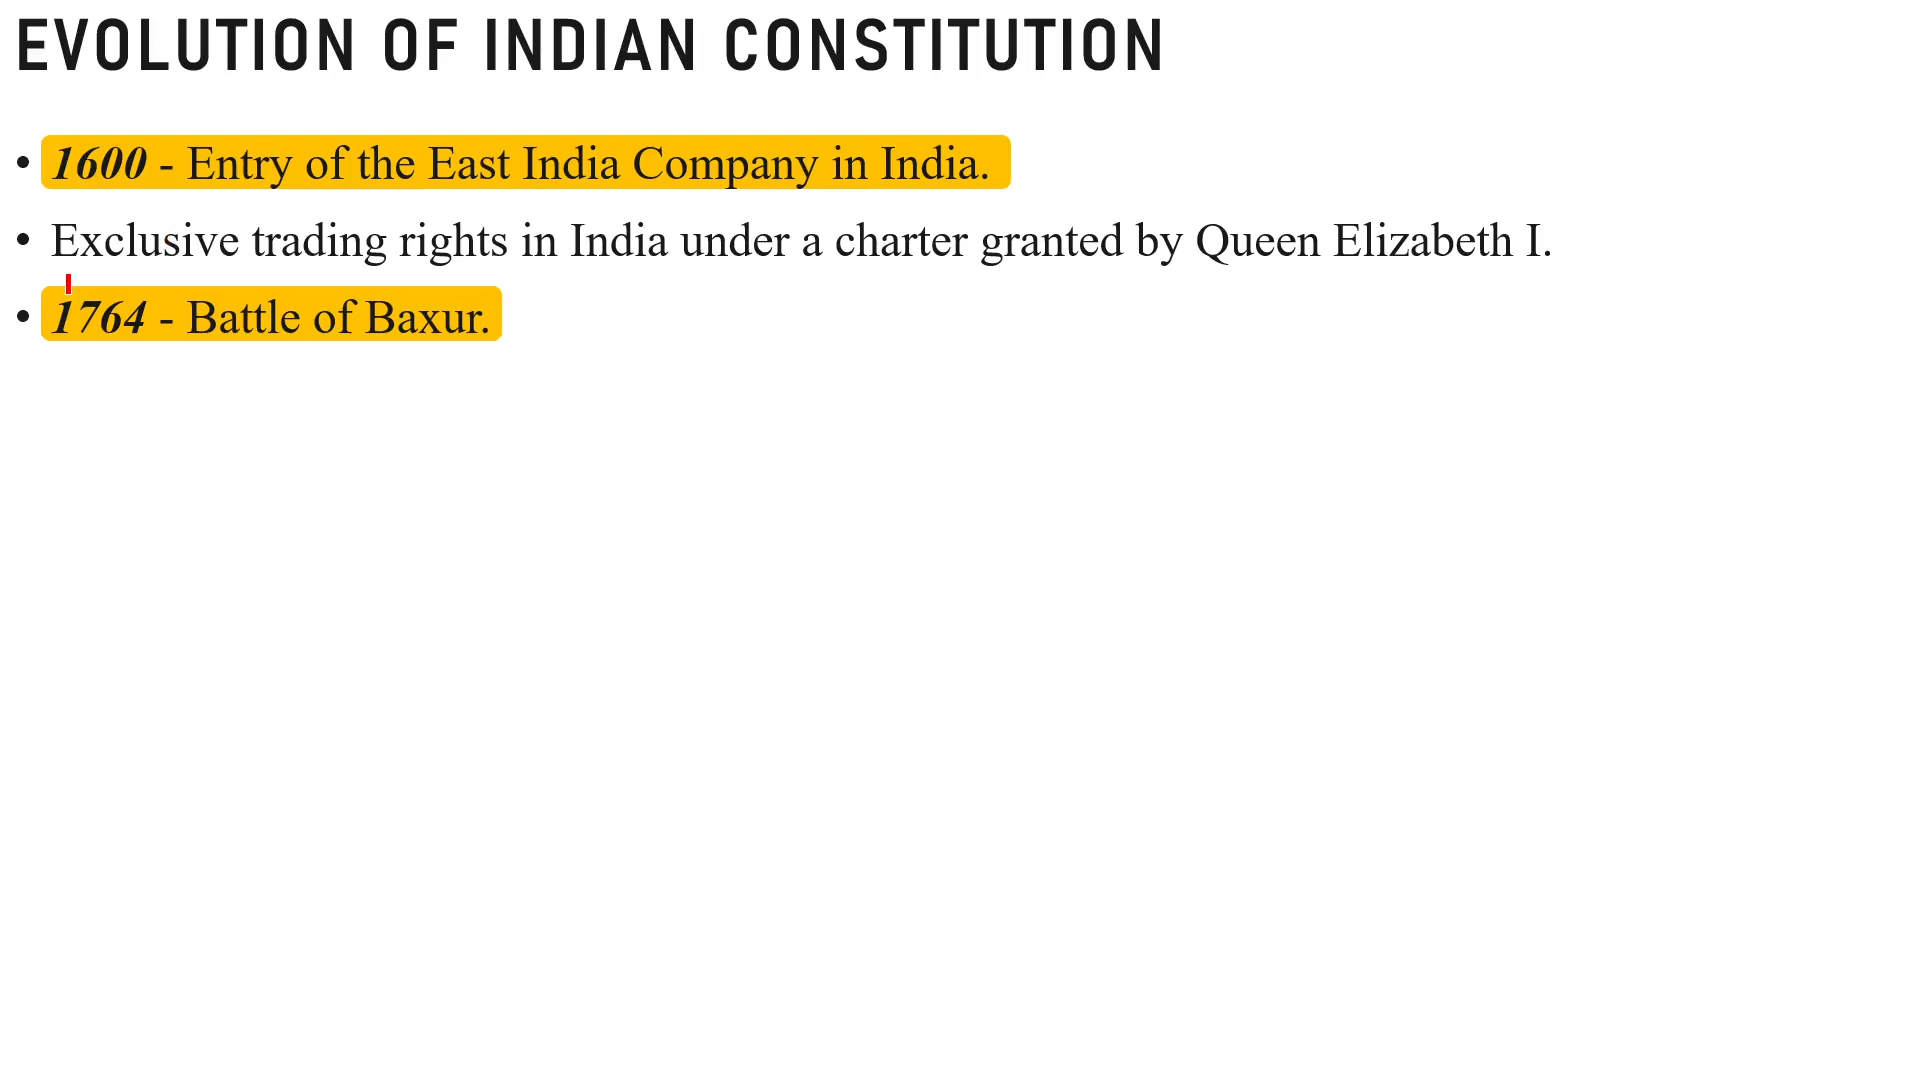 EVOLUTION OF INDIAN CONSTITUTION
• 1600 - Entry of the East India Company in India.
• Exclusive trading rights in India under a charter granted by Queen Elizabeth I.
• 1764 - Battle of Baxur.